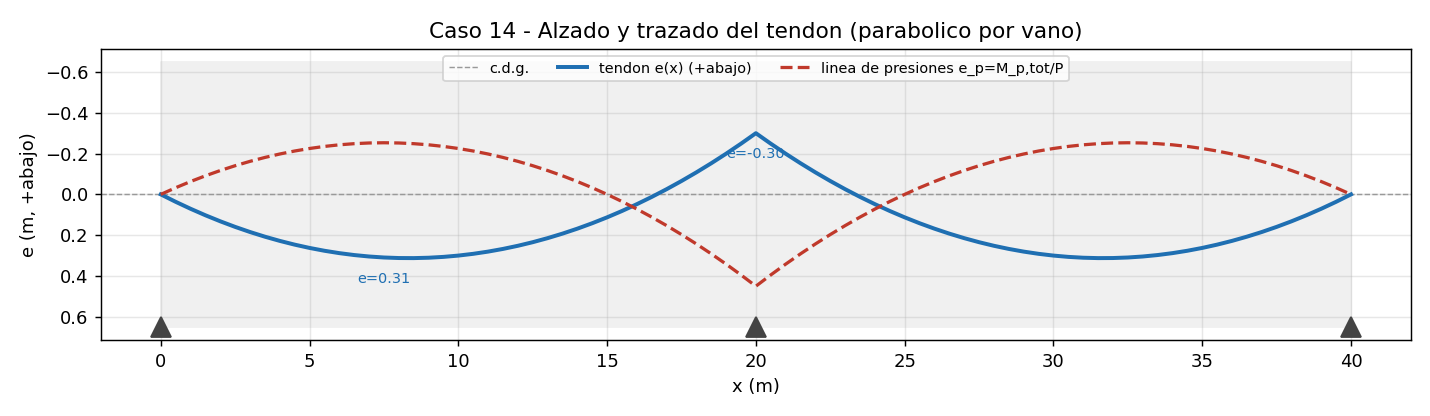 Caso 14 - Alzado y trazado del tendon (parabolico por vano)
c.d.g. tendon e(x) (+abajo) linea de presiones e_p=M_p,tot/P
e (m, +abajo)
−0.6
−0.4
−0.2
0.0
0.2
0.4
0.6
e=-0.30
e=0.31
0 5 10 15 20 25 30 35 40
x (m)